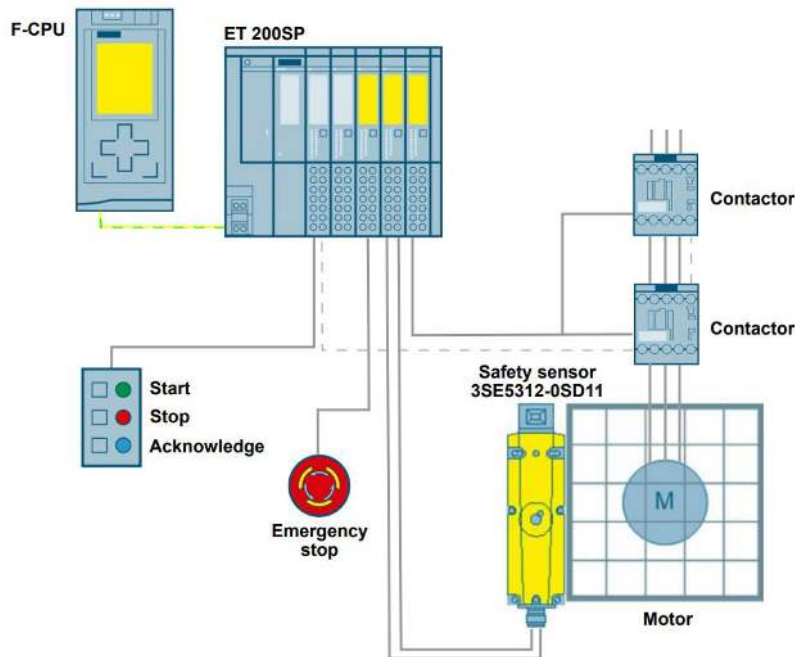 F-CPU
ET 200SP
Contactor
Contactor
Safety sensor
3SE5312-0SD11
Start
Stop
Acknowledge
Emergency
stop
M
Motor